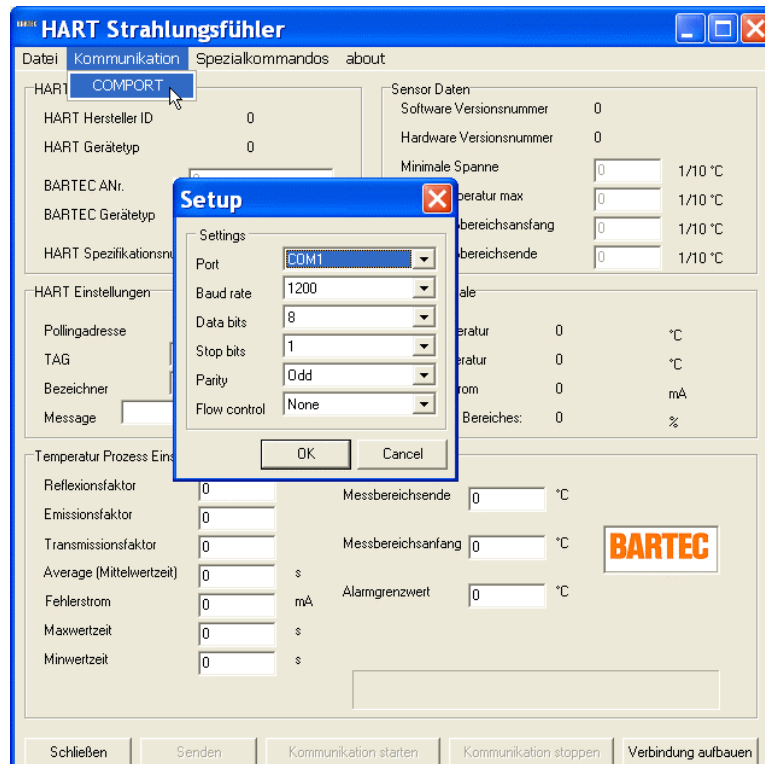 BARTEC HART Strahlungsfühler
Datei Kommunikation Spezialkommandos about
COMPORT
HART
HART Hersteller ID 0
HART Gerätetyp 0
BARTEC ANr.
BARTEC Gerätetyp
HART Spezifikationsnu
Sensor Daten
Software Versionsnummer 0
Hardware Versionsnummer 0
Minimale Spanne 0 1/10 °C
peratur max 0 1/10 °C
bereichsansfang 0 1/10 °C
bereichsende 0 1/10 °C
Setup
Settings
Port COM1
Baud rate 1200
Data bits 8
Stop bits 1
Parity Odd
Flow control None
OK Cancel
HART Einstellungen
Pollingadresse
TAG
Bezeichner
Message
ale
eratur 0 °C
ratur 0 °C
rom 0 mA
Bereiches: 0 %
Temperatur Prozess Eins
Reflexionsfaktor 0
Emissionsfaktor 0
Transmissionsfaktor 0
Average (Mittelwertzeit) 0 s
Fehlerstrom 0 mA
Maxwertzeit 0 s
Minwertzeit 0 s
Messbereichsende 0 °C
Messbereichsanfang 0 °C
Alarmgrenzwert 0 °C
BARTEC
Schließen Senden Kommunikation starten Kommunikation stoppen Verbindung aufbauen